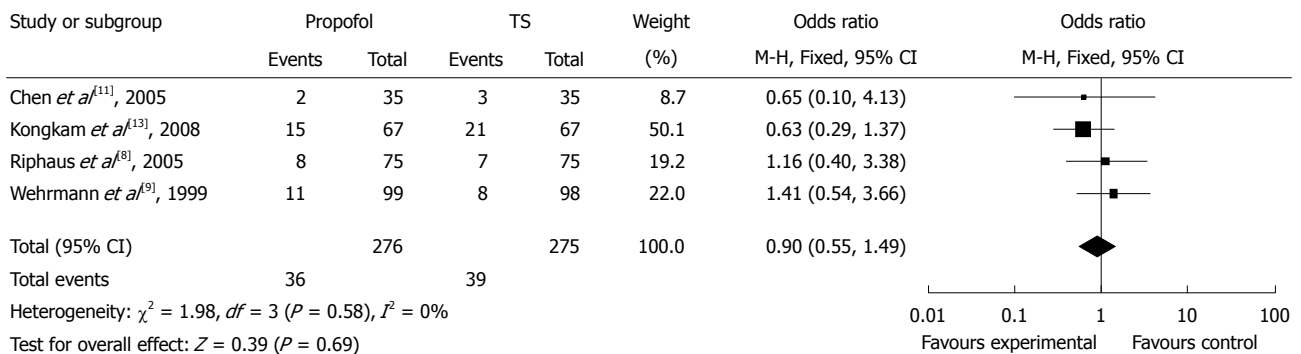 Study or subgroup Propofol TS Weight Odds ratio Odds ratio
Events Total Events Total (%) M-H, Fixed, 95% CI M-H, Fixed, 95% CI
Chen et al[11], 2005 2 35 3 35 8.7 0.65 (0.10, 4.13)
Kongkam et al[13], 2008 15 67 21 67 50.1 0.63 (0.29, 1.37)
Riphaus et al[8], 2005 8 75 7 75 19.2 1.16 (0.40, 3.38)
Wehrmann et al[9], 1999 11 99 8 98 22.0 1.41 (0.54, 3.66)
Total (95% CI) 276 275 100.0 0.90 (0.55, 1.49)
Total events 36 39
Heterogeneity: χ² = 1.98, df = 3 (P = 0.58), I² = 0%
Test for overall effect: Z = 0.39 (P = 0.69)
0.01 0.1 1 10 100
Favours experimental Favours control